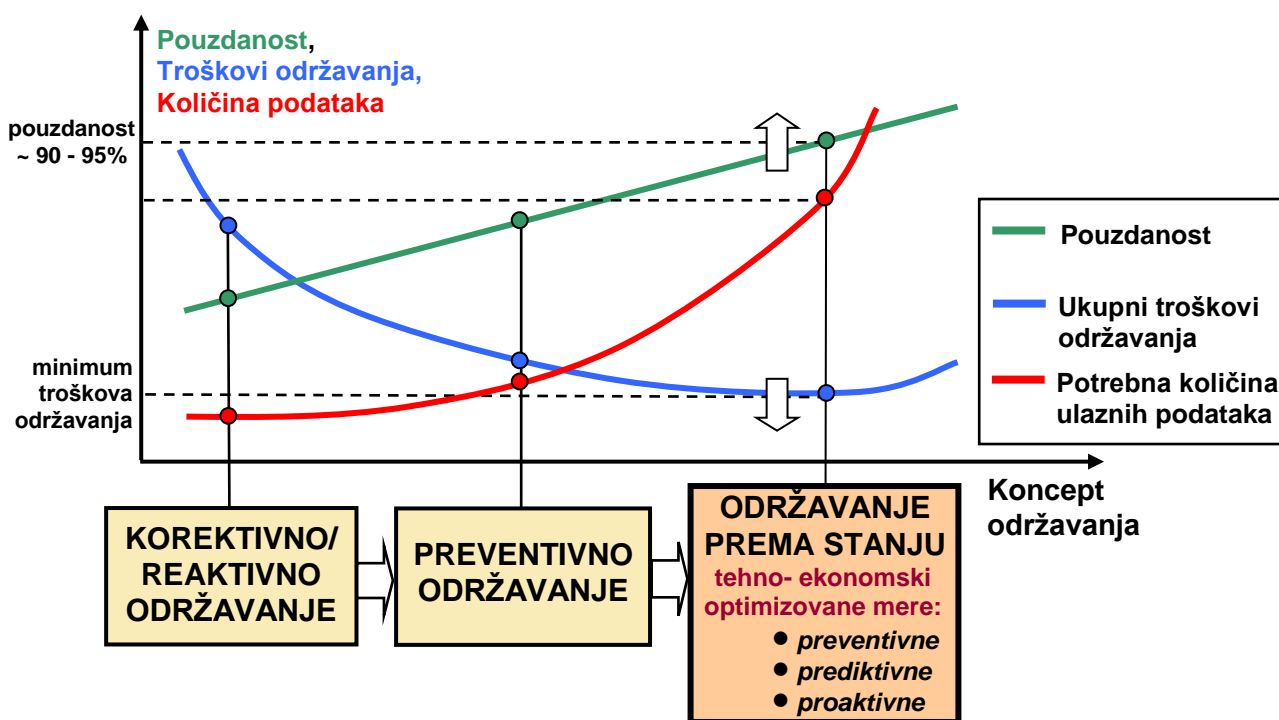 Pouzdanost,
Troškovi održavanja,
Količina podataka
pouzdanost
~ 90 - 95%
minimum
troškova
održavanja
Pouzdanost
Ukupni troškovi
održavanja
Potrebna količina
ulaznih podataka
Koncept
održavanja
KOREKTIVNO/
REAKTIVNO
ODRŽAVANJE
PREVENTIVNO
ODRŽAVANJE
ODRŽAVANJE
PREMA STANJU
tehno- ekonomski
optimizovane mere:
● preventivne
● prediktivne
● proaktivne